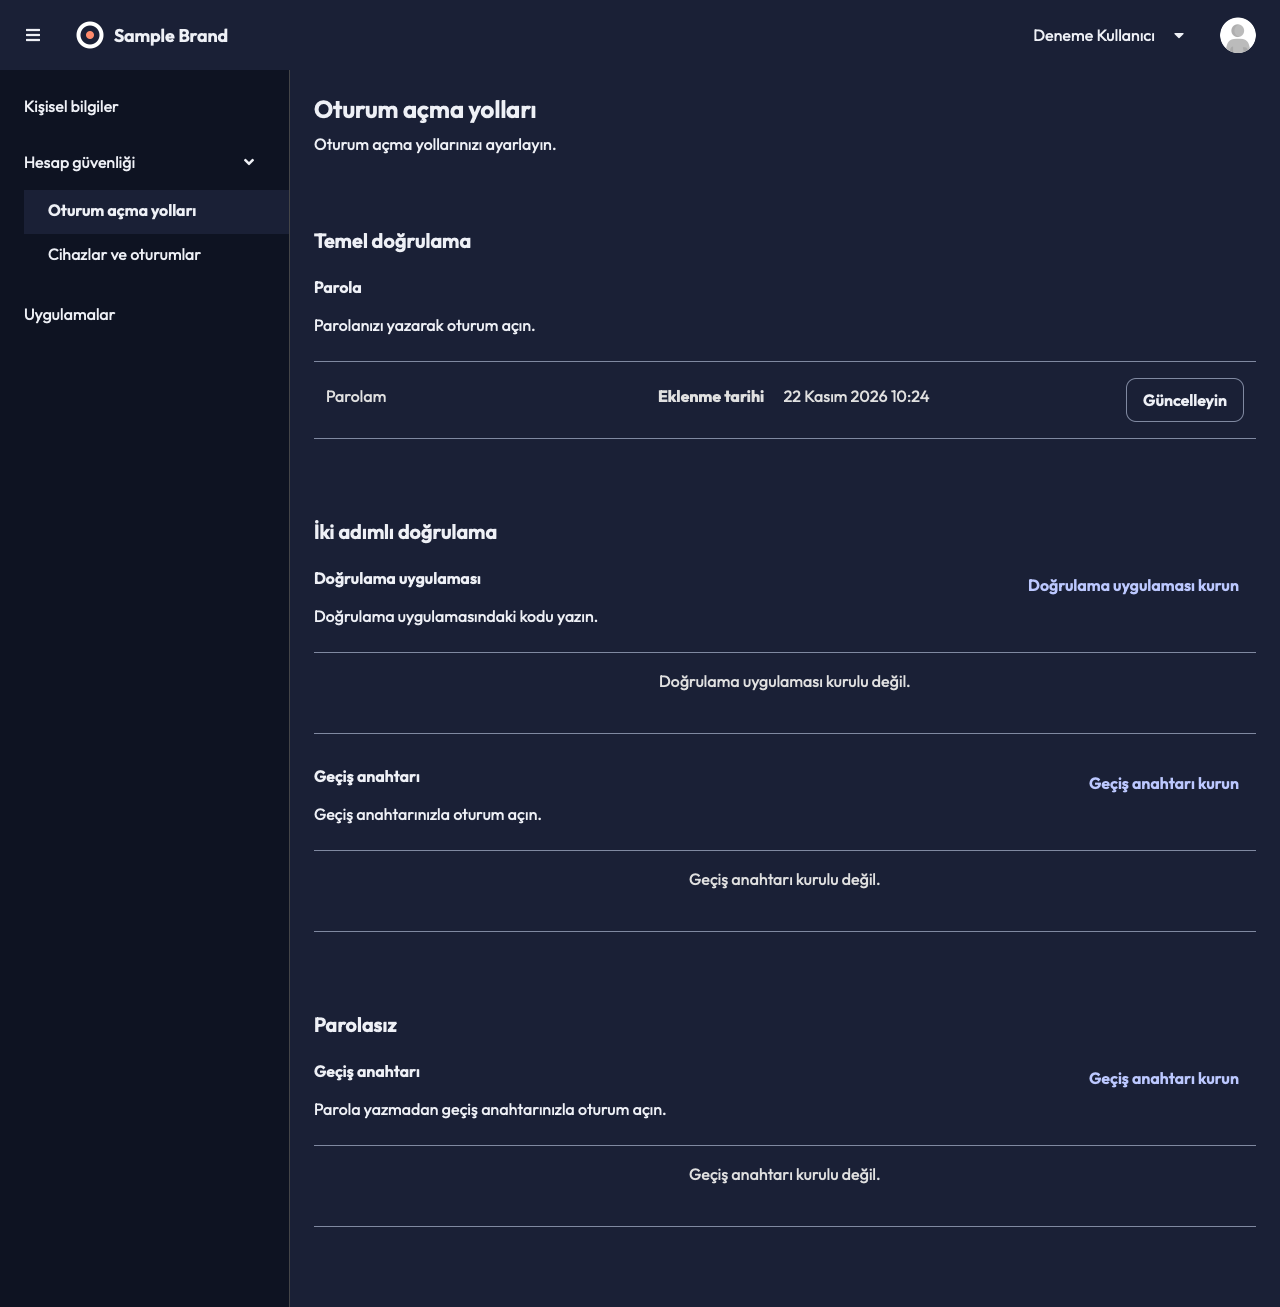 Sample Brand
Deneme Kullanıcı
Kişisel bilgiler
Hesap güvenliği
Oturum açma yolları
Cihazlar ve oturumlar
Uygulamalar
Oturum açma yolları
Oturum açma yollarınızı ayarlayın.
Temel doğrulama
Parola
Parolanızı yazarak oturum açın.
Parolam Eklenme tarihi 22 Kasım 2026 10:24 Güncelleyin
İki adımlı doğrulama
Doğrulama uygulaması
Doğrulama uygulaması kurun
Doğrulama uygulamasındaki kodu yazın.
Doğrulama uygulaması kurulu değil.
Geçiş anahtarı
Geçiş anahtarı kurun
Geçiş anahtarınızla oturum açın.
Geçiş anahtarı kurulu değil.
Parolasız
Geçiş anahtarı
Geçiş anahtarı kurun
Parola yazmadan geçiş anahtarınızla oturum açın.
Geçiş anahtarı kurulu değil.